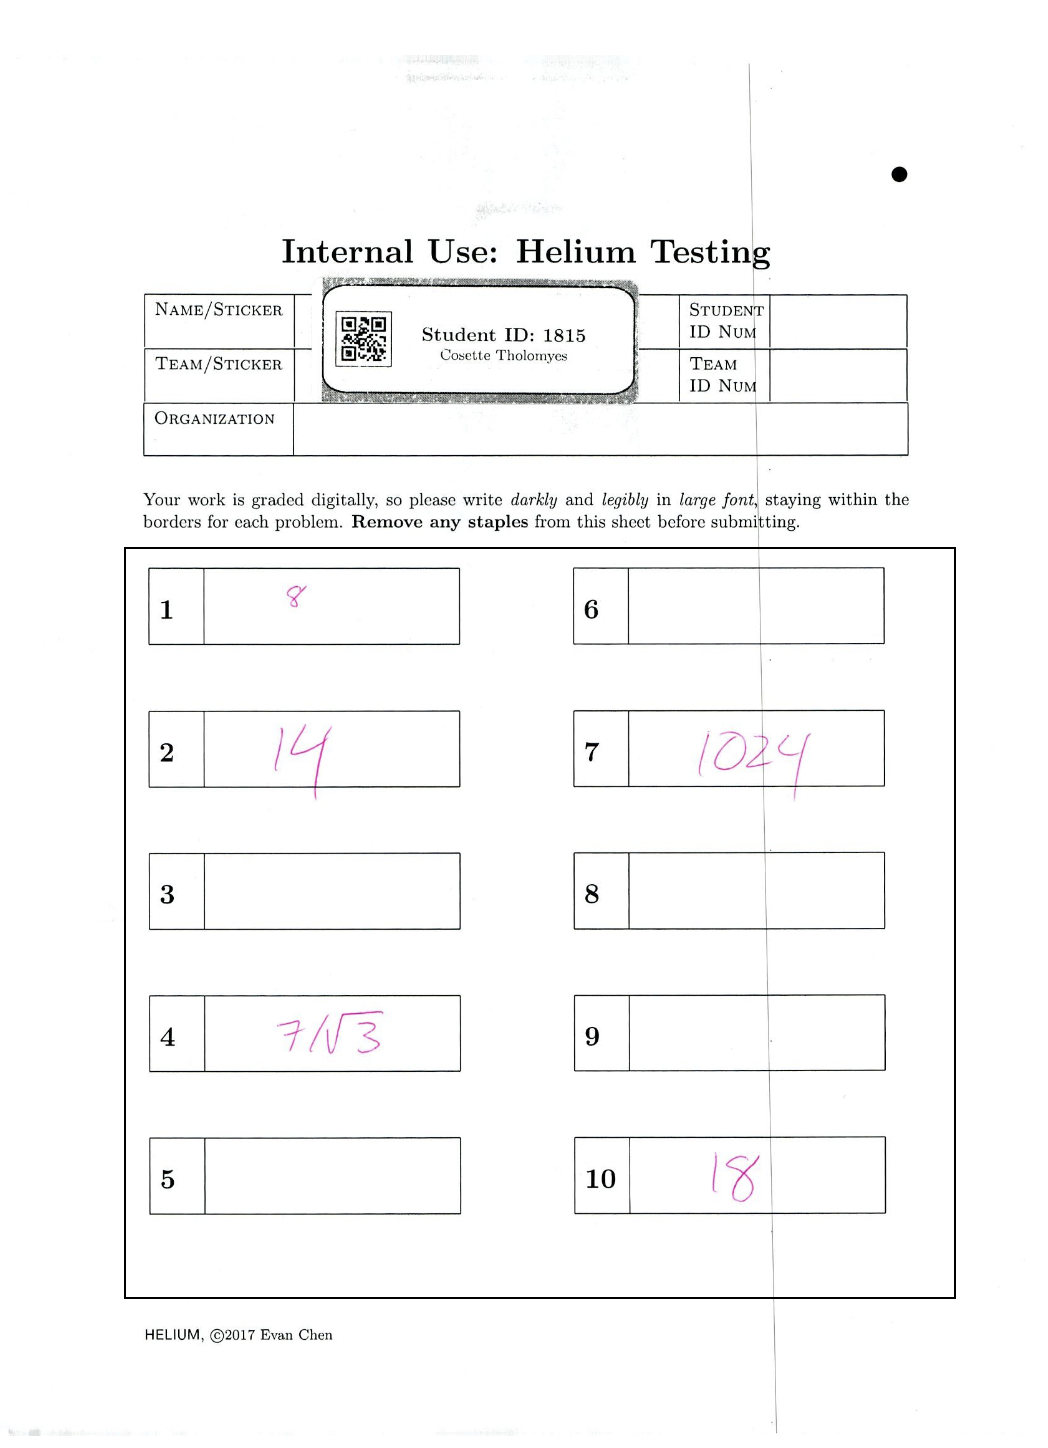 Internal Use: Helium Testing
NAME/STICKER
Student ID: 1815
Cosette Tholomyes
STUDENT
ID NUM
TEAM/STICKER
TEAM
ID NUM
ORGANIZATION
Your work is graded digitally, so please write darkly and legibly in large font, staying within the
borders for each problem. Remove any staples from this sheet before submitting.
1 8
6
2 14
7 1024
3
8
4 7/√3
9
5
10 18
HELIUM, ©2017 Evan Chen